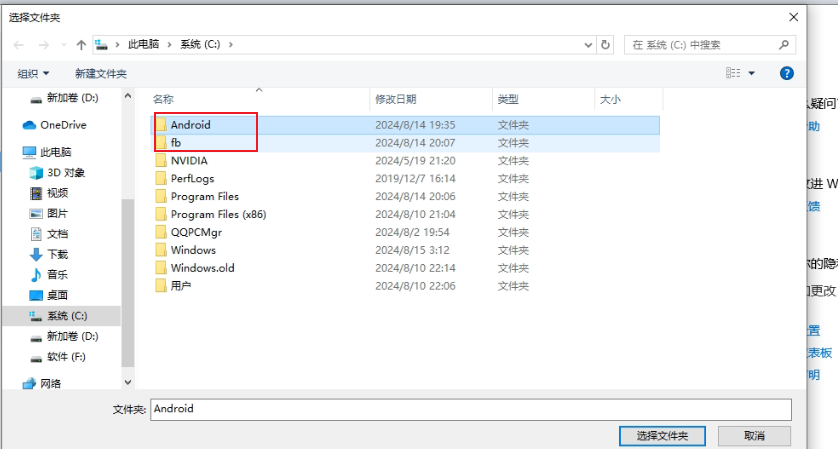 选择文件夹
此电脑 系统 (C:)
在 系统 (C:) 中搜索
组织 新建文件夹
新加卷 (D:)
OneDrive
此电脑
3D 对象
视频
图片
文档
下载
音乐
桌面
系统 (C:)
新加卷 (D:)
软件 (F:)
网络
名称 修改日期 类型 大小
Android 2024/8/14 19:35 文件夹
fb 2024/8/14 20:07 文件夹
NVIDIA 2024/5/19 21:20 文件夹
PerfLogs 2019/12/7 16:14 文件夹
Program Files 2024/8/14 20:06 文件夹
Program Files (x86) 2024/8/10 21:04 文件夹
QQPCMgr 2024/8/2 19:54 文件夹
Windows 2024/8/15 3:12 文件夹
Windows.old 2024/8/10 22:14 文件夹
用户 2024/8/10 22:06 文件夹
文件夹: Android
选择文件夹 取消
疑问
助
进 W
馈
的隐
更改
置
表板
明